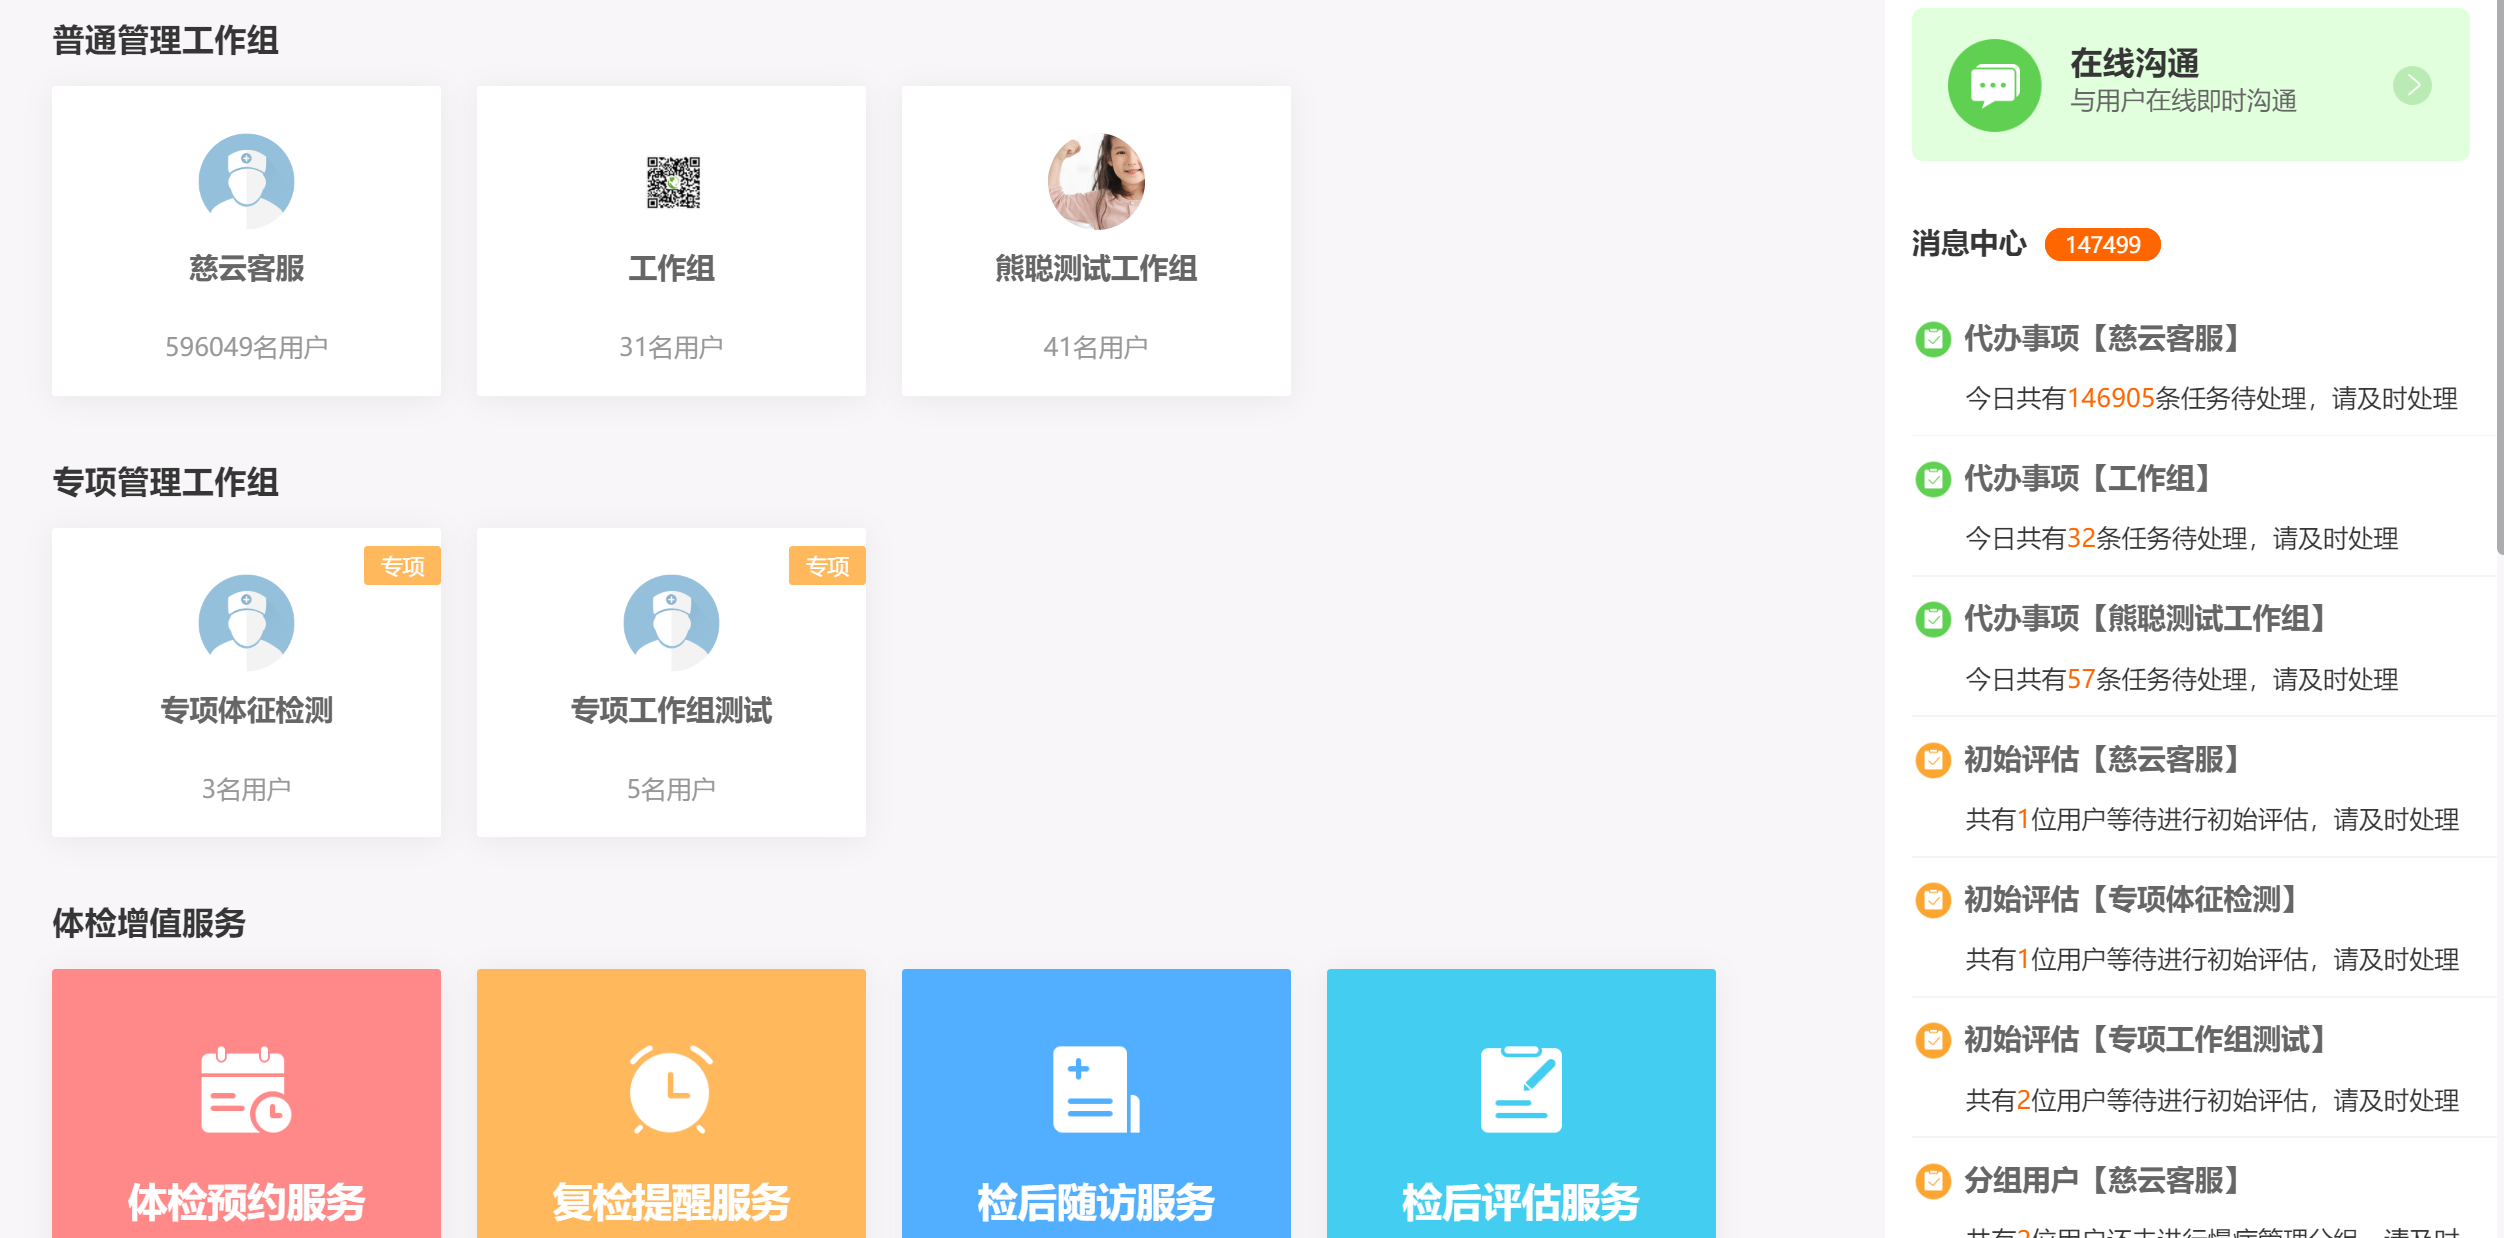 普通管理工作组
慈云客服
596049名用户
工作组
31名用户
熊聪测试工作组
41名用户
专项管理工作组
专项
专项体征检测
3名用户
专项
专项工作组测试
5名用户
体检增值服务
体检预约服务
复检提醒服务
检后随访服务
检后评估服务
在线沟通
与用户在线即时沟通
消息中心 147499
代办事项【慈云客服】
今日共有146905条任务待处理，请及时处理
代办事项【工作组】
今日共有32条任务待处理，请及时处理
代办事项【熊聪测试工作组】
今日共有57条任务待处理，请及时处理
初始评估【慈云客服】
共有1位用户等待进行初始评估，请及时处理
初始评估【专项体征检测】
共有1位用户等待进行初始评估，请及时处理
初始评估【专项工作组测试】
共有2位用户等待进行初始评估，请及时处理
分组用户【慈云客服】